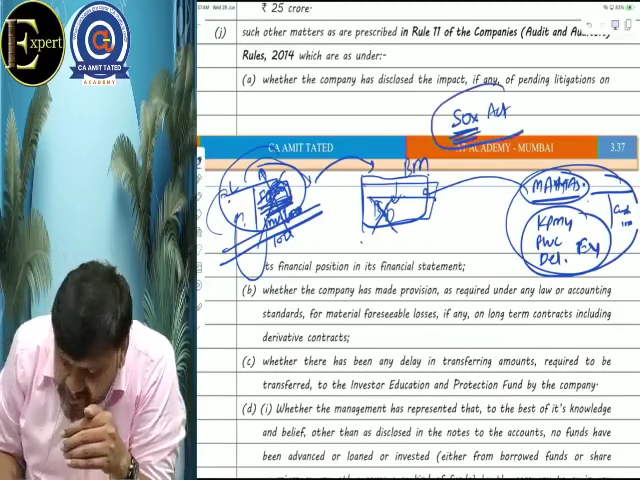 57AM Wed 28 Jun
83%
Expert
CA AMIT TATED
ACADEMY
₹ 25 crore.
(j) such other matters as are prescribed in Rule 11 of the Companies (Audit and
Rules, 2014 which are as under:-
(a) whether the company has disclosed the impact, if any, of pending litigations on
Sox Act
CA AMIT TATED
ACADEMY - MUMBAI
3.37
BM
KPMG
PWC
Del. Ey
its financial position in its financial statement;
(b) whether the company has made provision, as required under any law or accounting
standards, for material foreseeable losses, if any, on long term contracts including
derivative contracts;
(c) whether there has been any delay in transferring amounts, required to be
transferred, to the Investor Education and Protection Fund by the company.
(d) (i) Whether the management has represented that, to the best of it's knowledge
and belief, other than as disclosed in the notes to the accounts, no funds have
been advanced or loaned or invested (either from borrowed funds or share